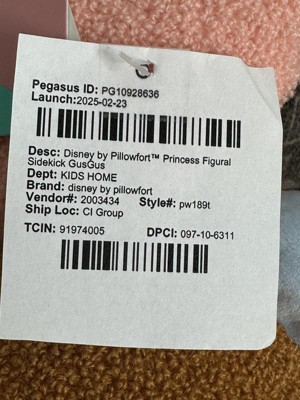 Pegasus ID: PG10928636
Launch:2025-02-23
Desc: Disney by Pillowfort™ Princess Figural
Sidekick GusGus
Dept: KIDS HOME
Brand: disney by pillowfort
Vendor#: 2003434 Style#: pw189t
Ship Loc: CI Group
TCIN: 91974005 DPCI: 097-10-6311